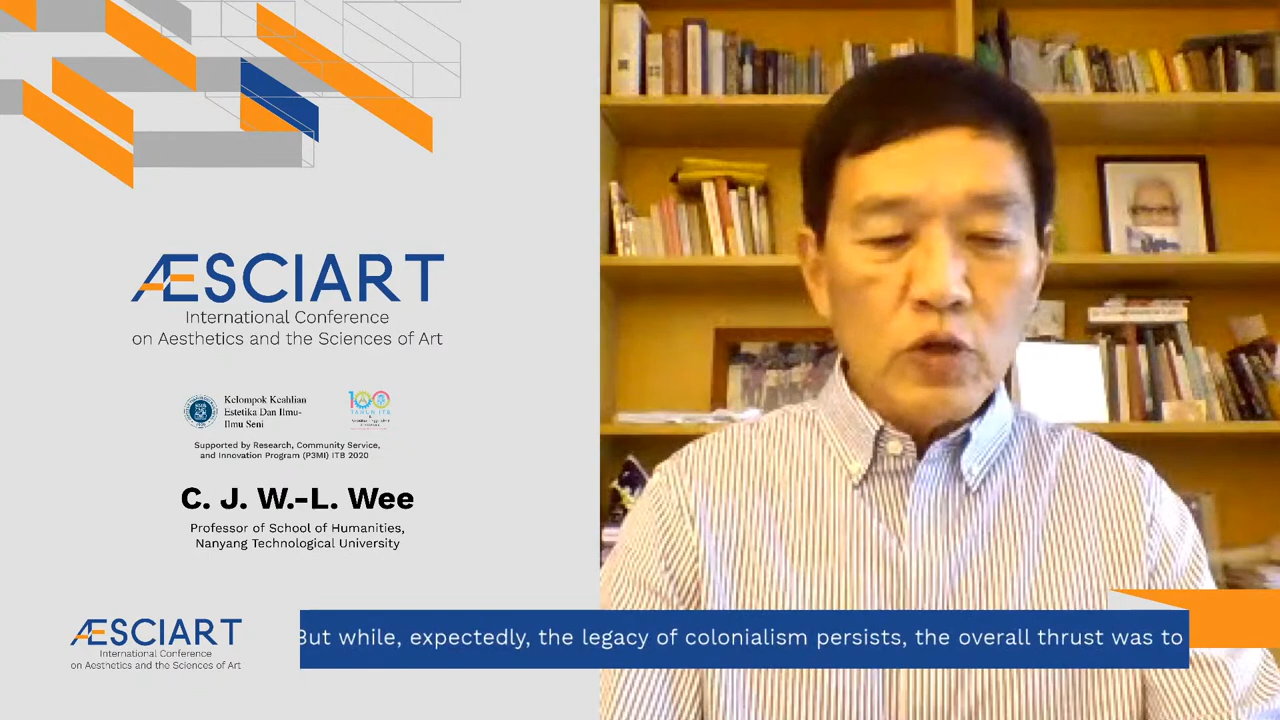 ÆSCIART
International Conference
on Aesthetics and the Sciences of Art
Kelompok Keahlian
Estetika Dan Ilmu-
Ilmu Seni
100
TAHUN ITB
Supported by Research, Community Service,
and Innovation Program (P3MI) ITB 2020
C. J. W.-L. Wee
Professor of School of Humanities,
Nanyang Technological University
ÆSCIART
International Conference
on Aesthetics and the Sciences of Art
But while, expectedly, the legacy of colonialism persists, the overall thrust was to